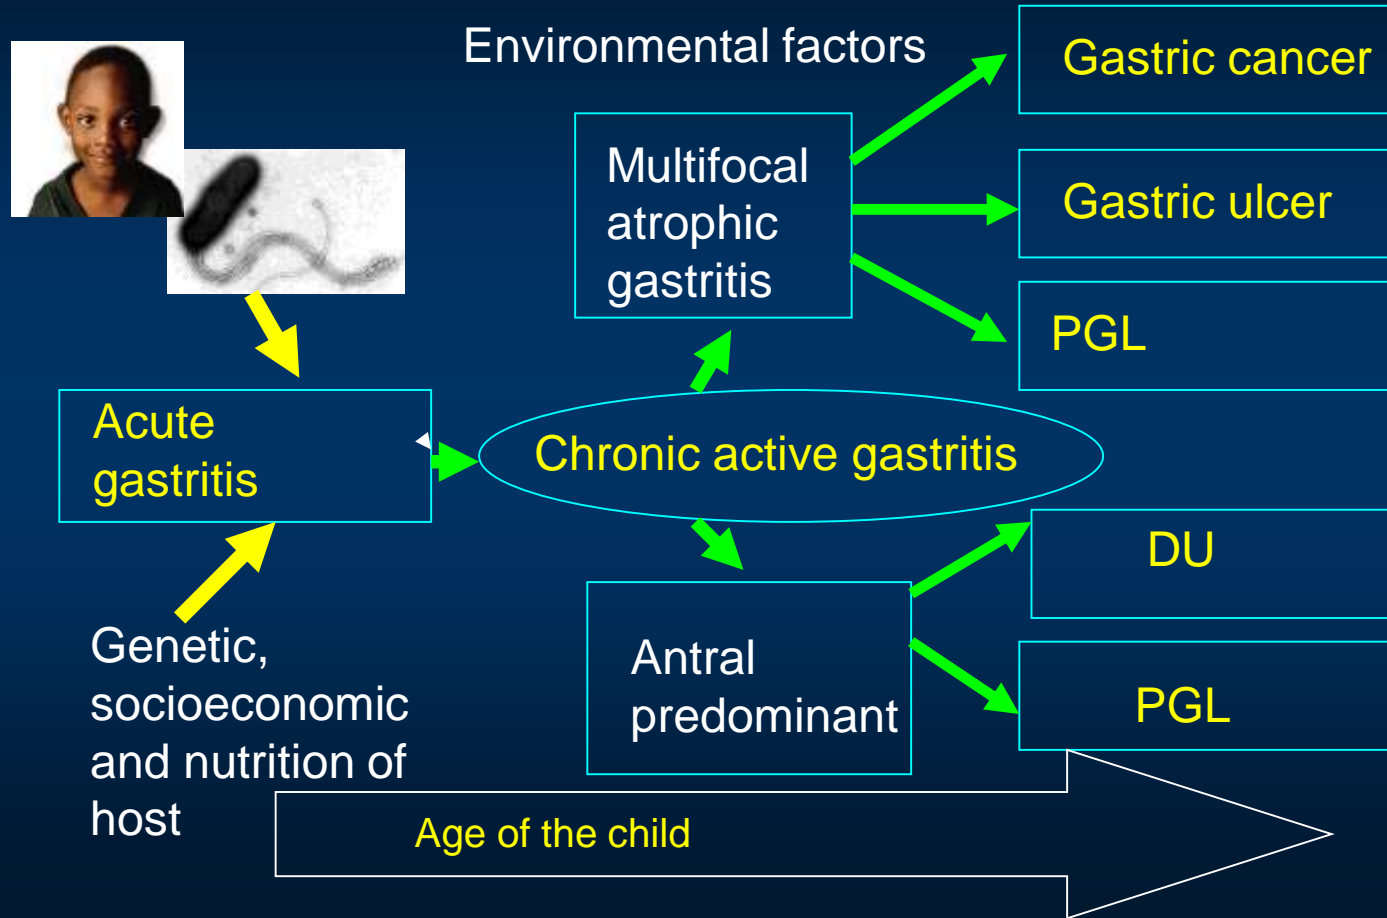 Environmental factors
Gastric cancer
Multifocal
atrophic
gastritis
Gastric ulcer
PGL
Acute
gastritis
Chronic active gastritis
DU
Genetic,
socioeconomic
and nutrition of
host
Antral
predominant
PGL
Age of the child